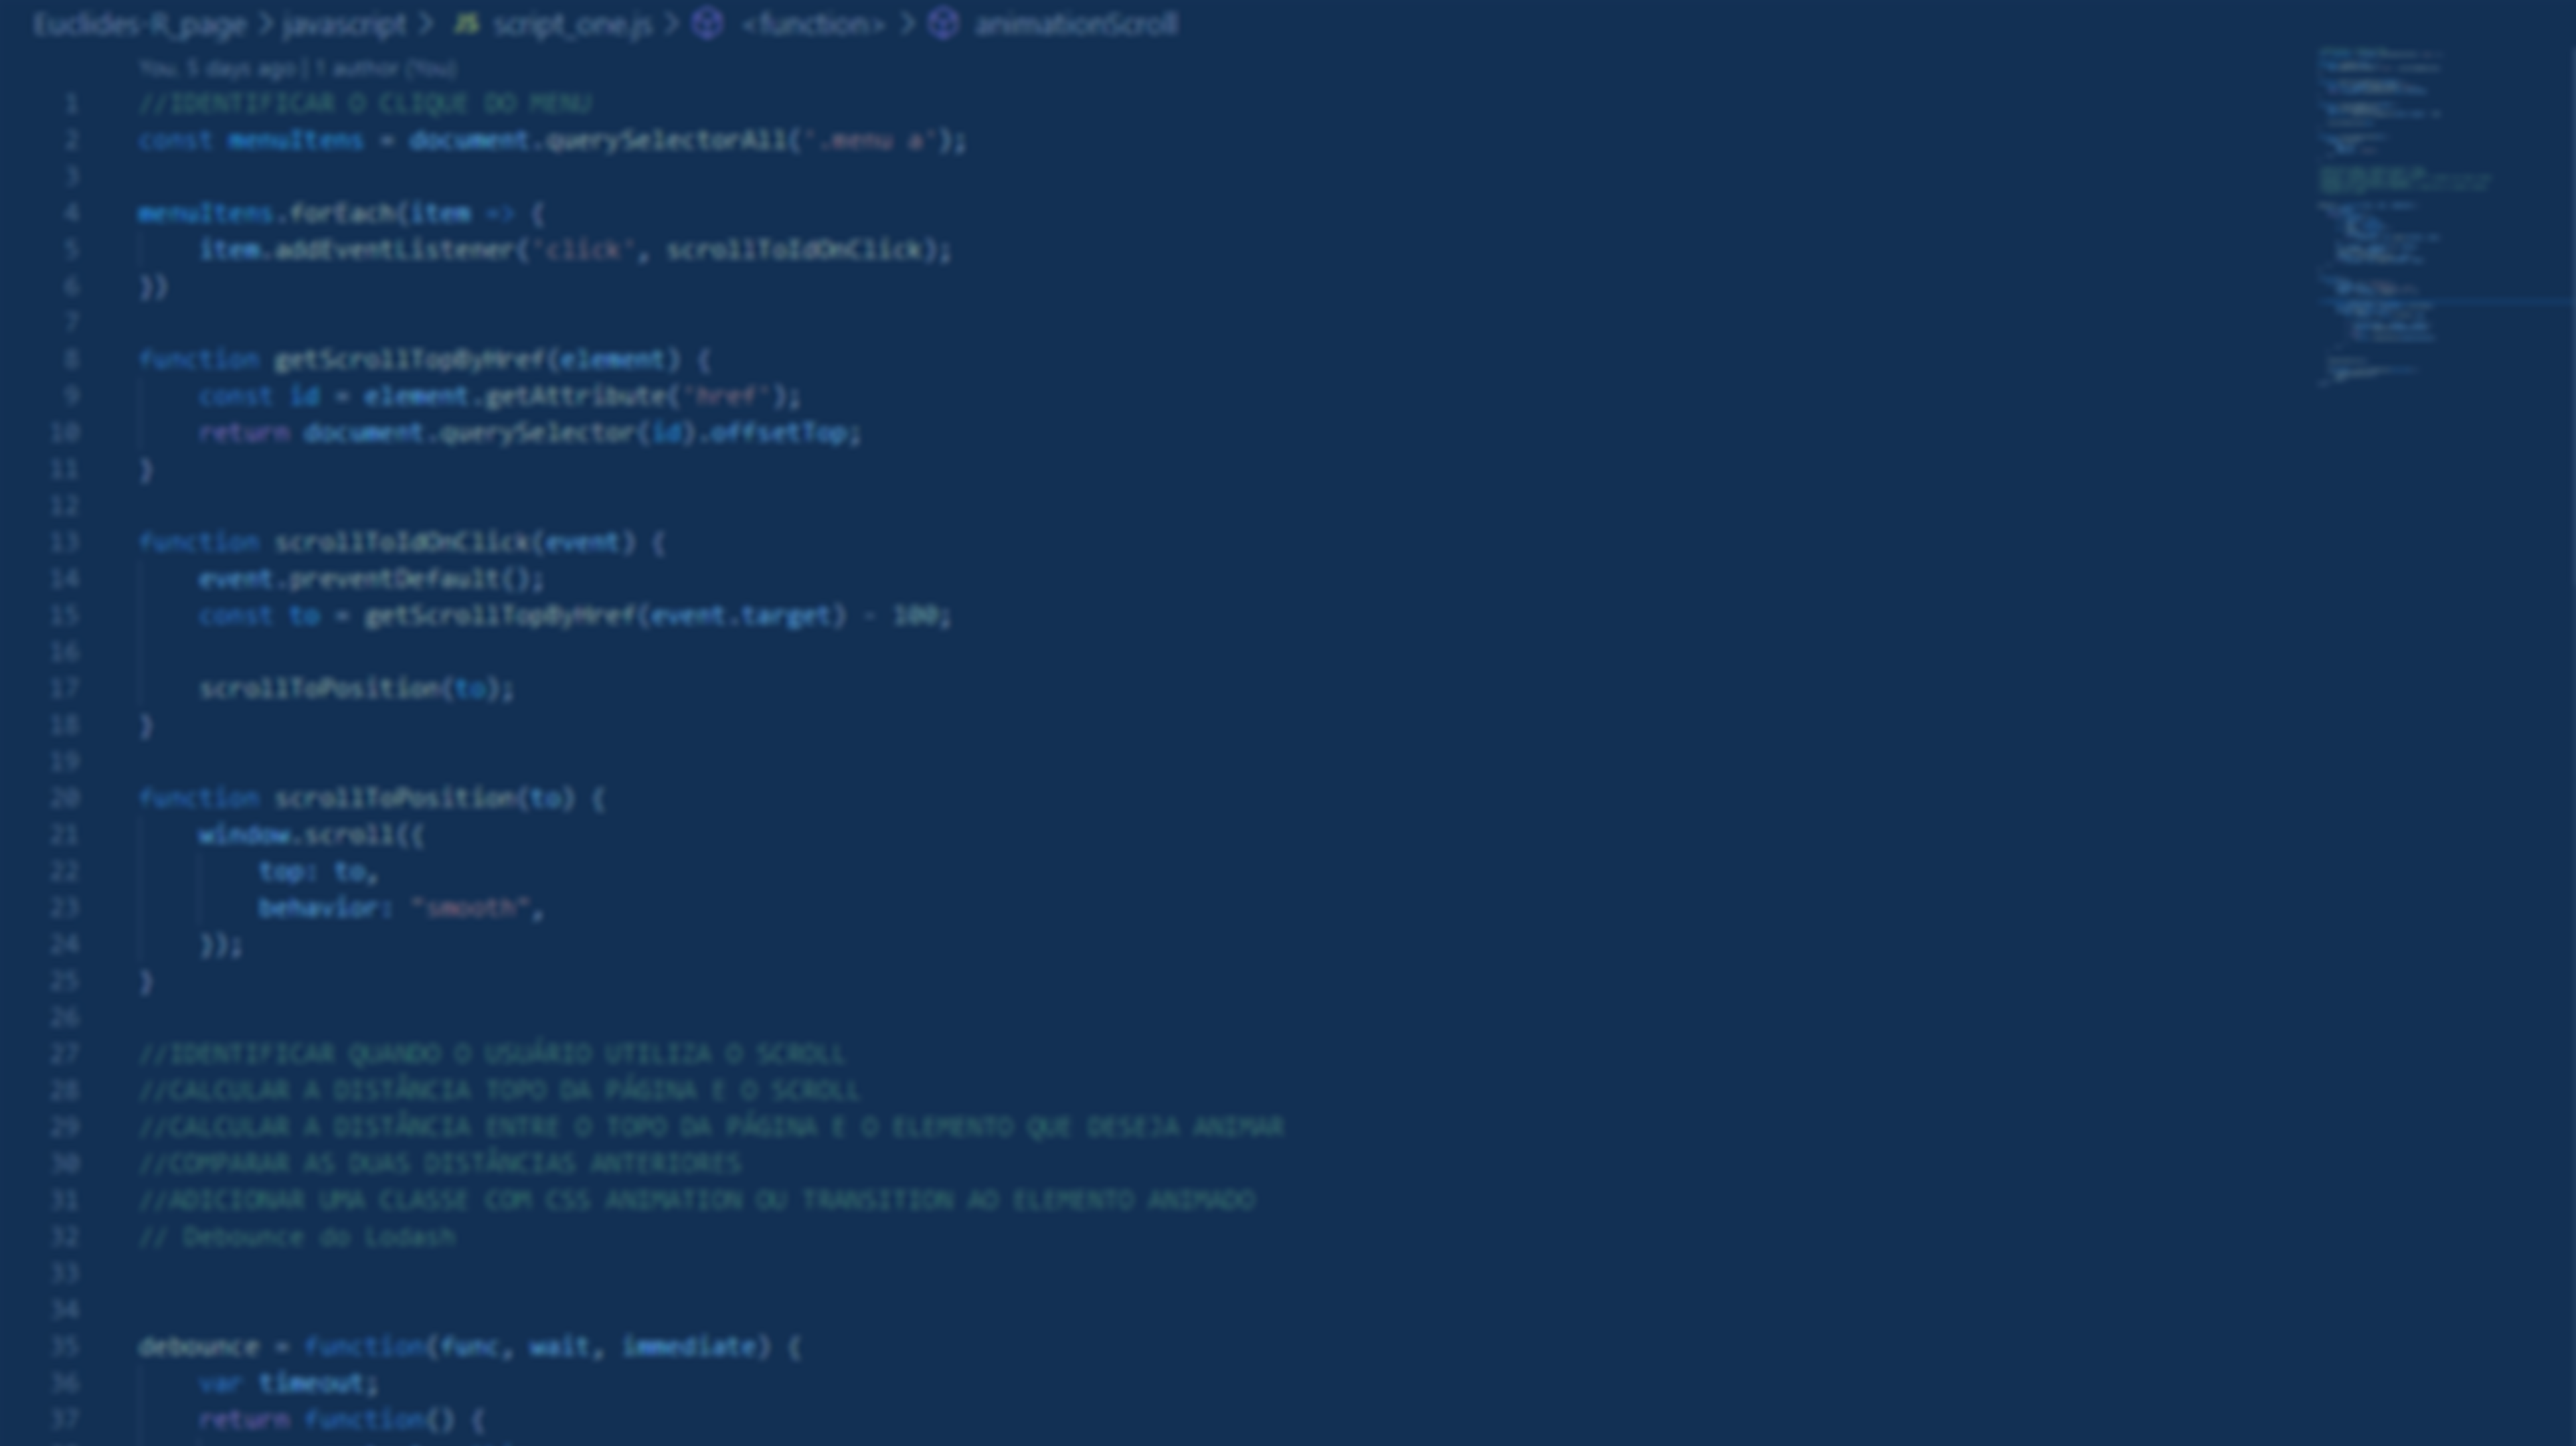 Euclides-R_page > javascript > JS script_one.js > <function> > animationScroll
You, 5 days ago | 1 author (You)
1 //IDENTIFICAR O CLIQUE DO MENU
2 const menuItens = document.querySelectorAll('.menu a');
3
4 menuItens.forEach(item => {
5 item.addEventListener('click', scrollToIdOnClick);
6 })
7
8 function getScrollTopByHref(element) {
9 const id = element.getAttribute('href');
10 return document.querySelector(id).offsetTop;
11 }
12
13 function scrollToIdOnClick(event) {
14 event.preventDefault();
15 const to = getScrollTopByHref(event.target) - 100;
16
17 scrollToPosition(to);
18 }
19
20 function scrollToPosition(to) {
21 window.scroll({
22 top: to,
23 behavior: "smooth",
24 });
25 }
26
27 //IDENTIFICAR QUANDO O USUÁRIO UTILIZA O SCROLL
28 //CALCULAR A DISTÂNCIA TOPO DA PÁGINA E O SCROLL
29 //CALCULAR A DISTÂNCIA ENTRE O TOPO DA PÁGINA E O ELEMENTO QUE DESEJA ANIMAR
30 //COMPARAR AS DUAS DISTÂNCIAS ANTERIORES
31 //ADICIONAR UMA CLASSE COM CSS ANIMATION OU TRANSITION AO ELEMENTO ANIMADO
32 // Debounce do Lodash
33
34
35 debounce = function(func, wait, immediate) {
36 var timeout;
37 return function() {